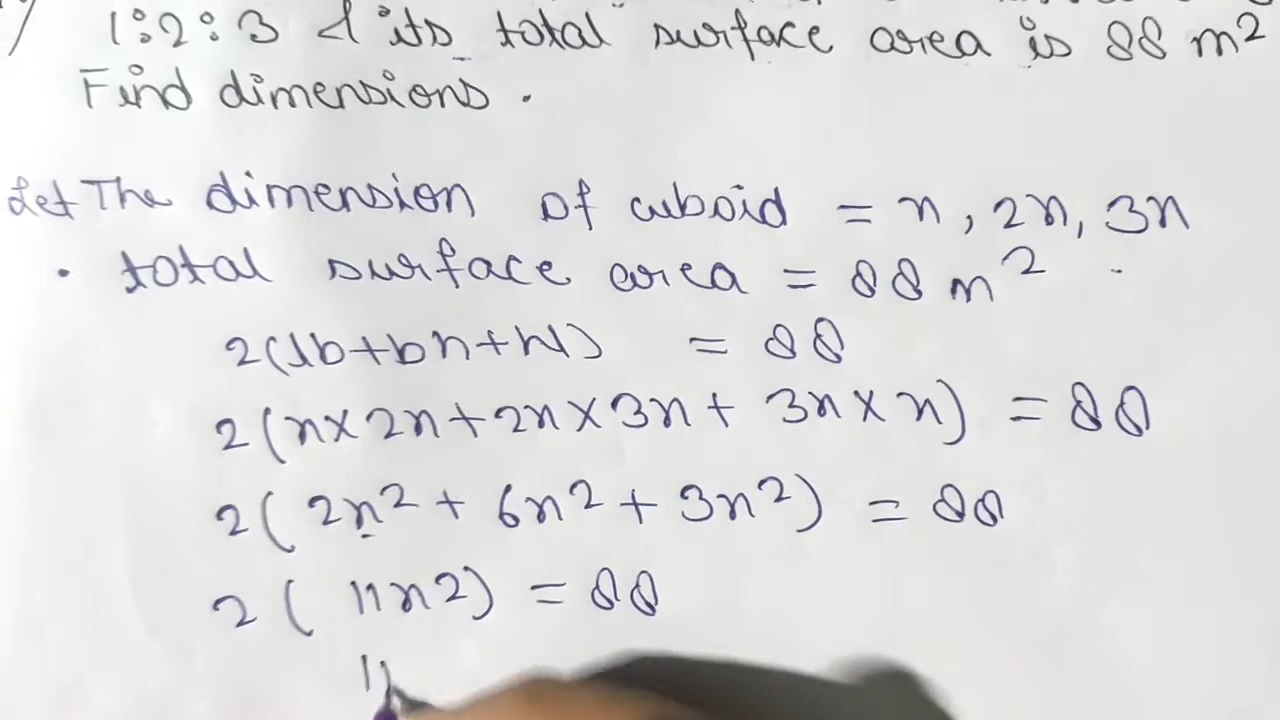 1:2:3 & its total surface area is 88 m²
Find dimensions.
Let The dimension of cuboid = x, 2x, 3x
• total surface area = 88 m²
2(lb+bh+hl) = 88
2(x×2x+2x×3x+3x×x) = 88
2(2x²+6x²+3x²) = 88
2(11x2) = 88
11